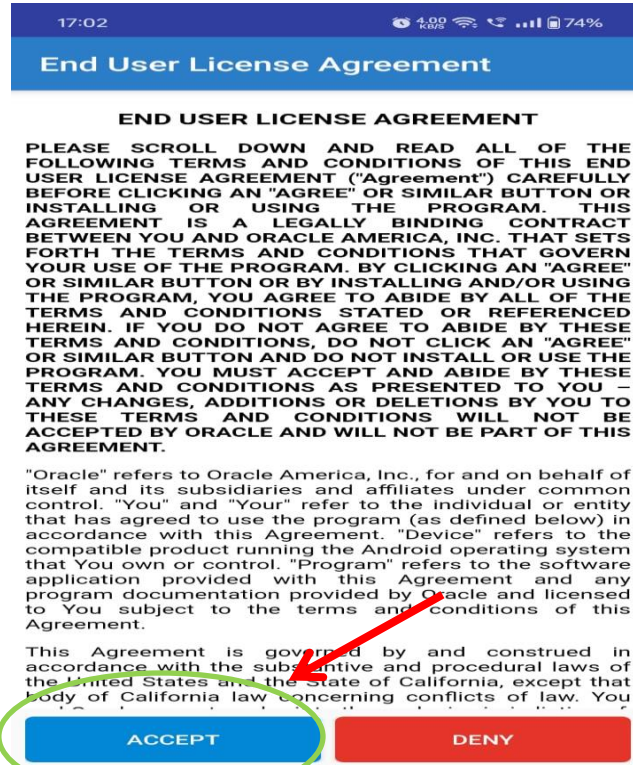 17:02 4.00 KB/S 74%
End User License Agreement
END USER LICENSE AGREEMENT
PLEASE SCROLL DOWN AND READ ALL OF THE
FOLLOWING TERMS AND CONDITIONS OF THIS END
USER LICENSE AGREEMENT ("Agreement") CAREFULLY
BEFORE CLICKING AN "AGREE" OR SIMILAR BUTTON OR
INSTALLING OR USING THE PROGRAM. THIS
AGREEMENT IS A LEGALLY BINDING CONTRACT
BETWEEN YOU AND ORACLE AMERICA, INC. THAT SETS
FORTH THE TERMS AND CONDITIONS THAT GOVERN
YOUR USE OF THE PROGRAM. BY CLICKING AN "AGREE"
OR SIMILAR BUTTON OR BY INSTALLING AND/OR USING
THE PROGRAM, YOU AGREE TO ABIDE BY ALL OF THE
TERMS AND CONDITIONS STATED OR REFERENCED
HEREIN. IF YOU DO NOT AGREE TO ABIDE BY THESE
TERMS AND CONDITIONS, DO NOT CLICK AN "AGREE"
OR SIMILAR BUTTON AND DO NOT INSTALL OR USE THE
PROGRAM. YOU MUST ACCEPT AND ABIDE BY THESE
TERMS AND CONDITIONS AS PRESENTED TO YOU –
ANY CHANGES, ADDITIONS OR DELETIONS BY YOU TO
THESE TERMS AND CONDITIONS WILL NOT BE
ACCEPTED BY ORACLE AND WILL NOT BE PART OF THIS
AGREEMENT.
"Oracle" refers to Oracle America, Inc., for and on behalf of
itself and its subsidiaries and affiliates under common
control. "You" and "Your" refer to the individual or entity
that has agreed to use the program (as defined below) in
accordance with this Agreement. "Device" refers to the
compatible product running the Android operating system
that You own or control. "Program" refers to the software
application provided with this Agreement and any
program documentation provided by Oracle and licensed
to You subject to the terms and conditions of this
Agreement.
This Agreement is governed by and construed in
accordance with the substantive and procedural laws of
the United States and the State of California, except that
body of California law concerning conflicts of law. You
ACCEPT
DENY